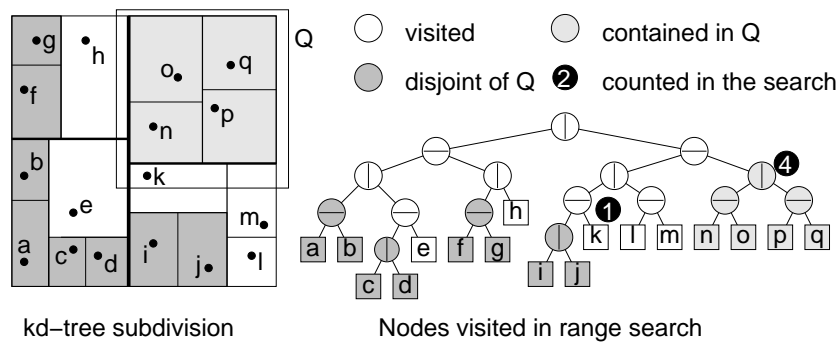 g
h
f
b
e
a
c
d
o
q
n
p
k
m
i
j
l
Q
visited
contained in Q
disjoint of Q
2 counted in the search
4
1
h
a b e f g k l m n o p q
c d i j
kd−tree subdivision
Nodes visited in range search